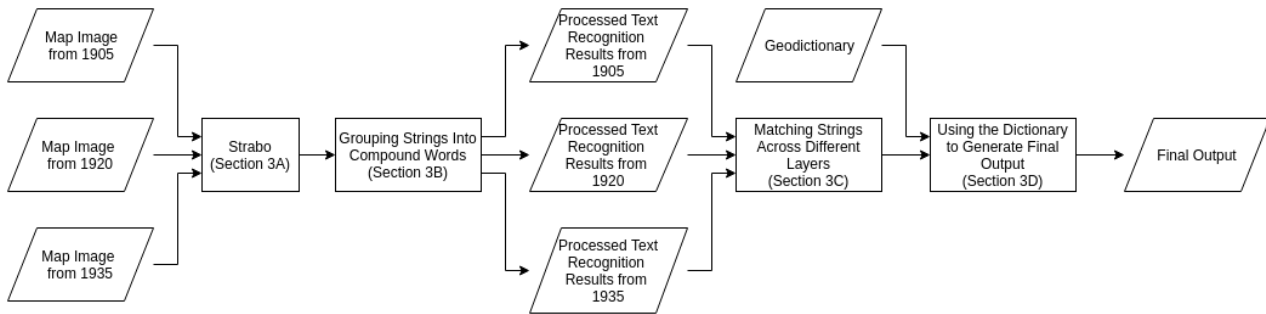 Map Image
from 1905
Map Image
from 1920
Map Image
from 1935
Strabo
(Section 3A)
Grouping Strings Into
Compound Words
(Section 3B)
Processed Text
Recognition
Results from
1905
Processed Text
Recognition
Results from 1920
Processed Text
Recognition
Results from
1935
Geodictionary
Matching Strings
Across Different
Layers
(Section 3C)
Using the Dictionary
to Generate Final
Output
(Section 3D)
Final Output